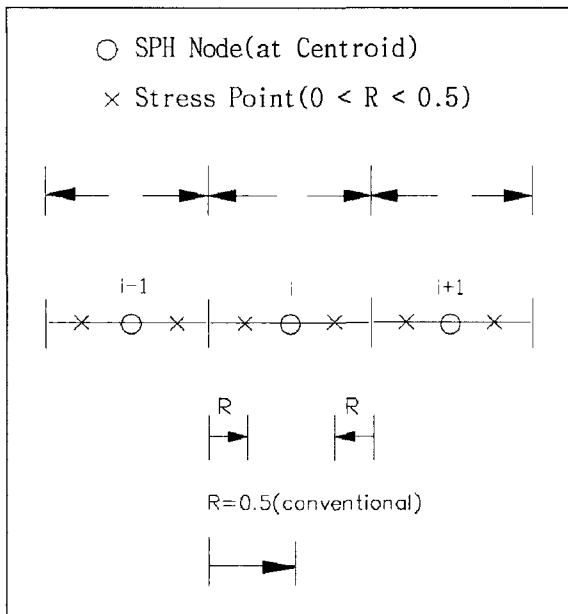 SPH Node(at Centroid)
Stress Point(0 < R < 0.5)
i-1 i i+1
R R
R=0.5(conventional)